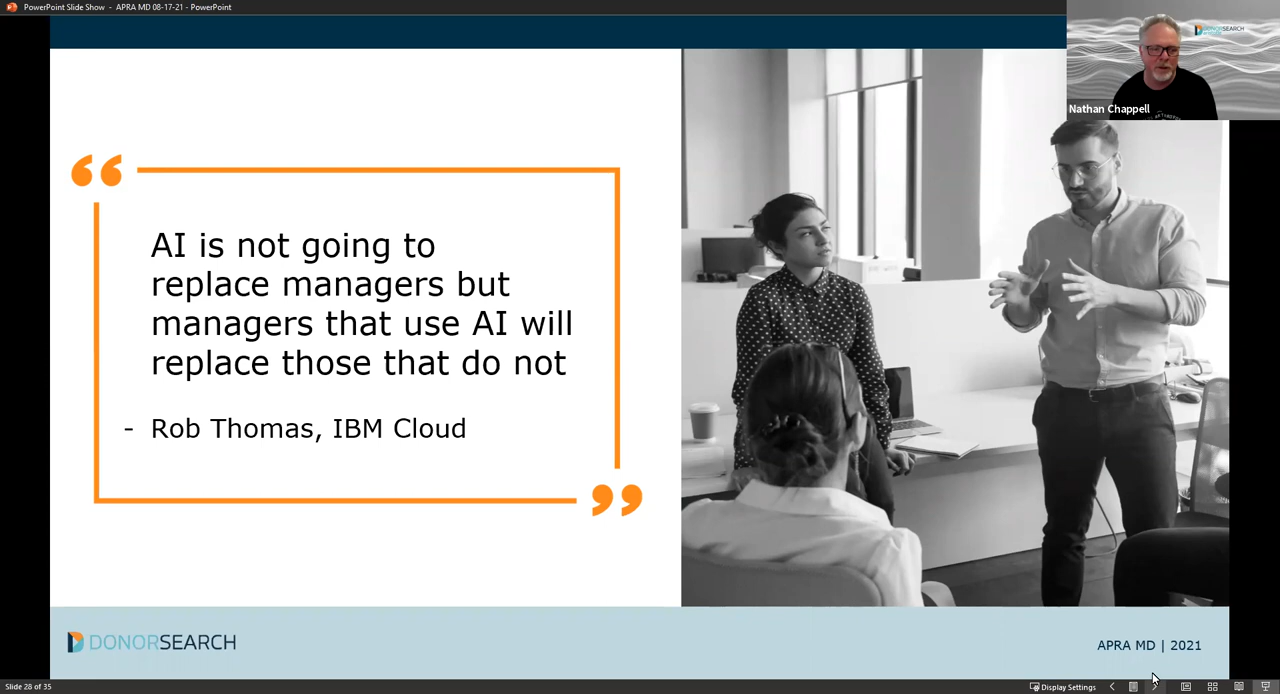 PowerPoint Slide Show - APRA MD 08-17-21 - PowerPoint
DONORSEARCH
Nathan Chappell
“
AI is not going to
replace managers but
managers that use AI will
replace those that do not
- Rob Thomas, IBM Cloud
”
DONORSEARCH
APRA MD | 2021
Slide 28 of 35
Display Settings